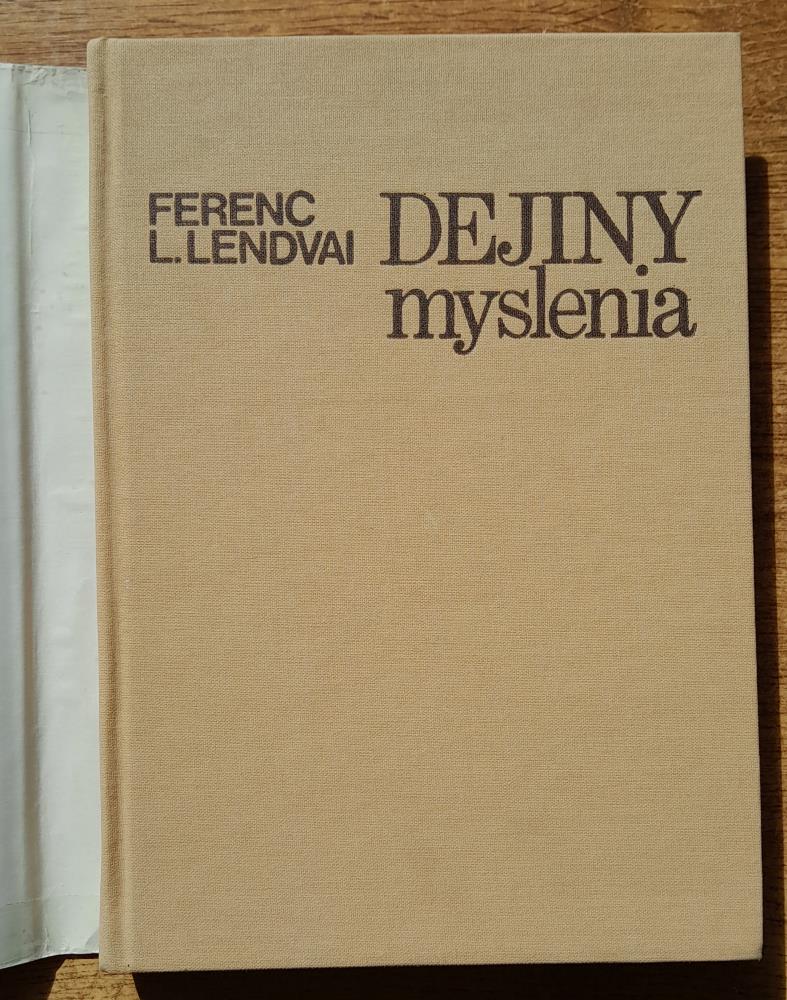 FERENC
L. LENDVAI
DEJINY
myslenia